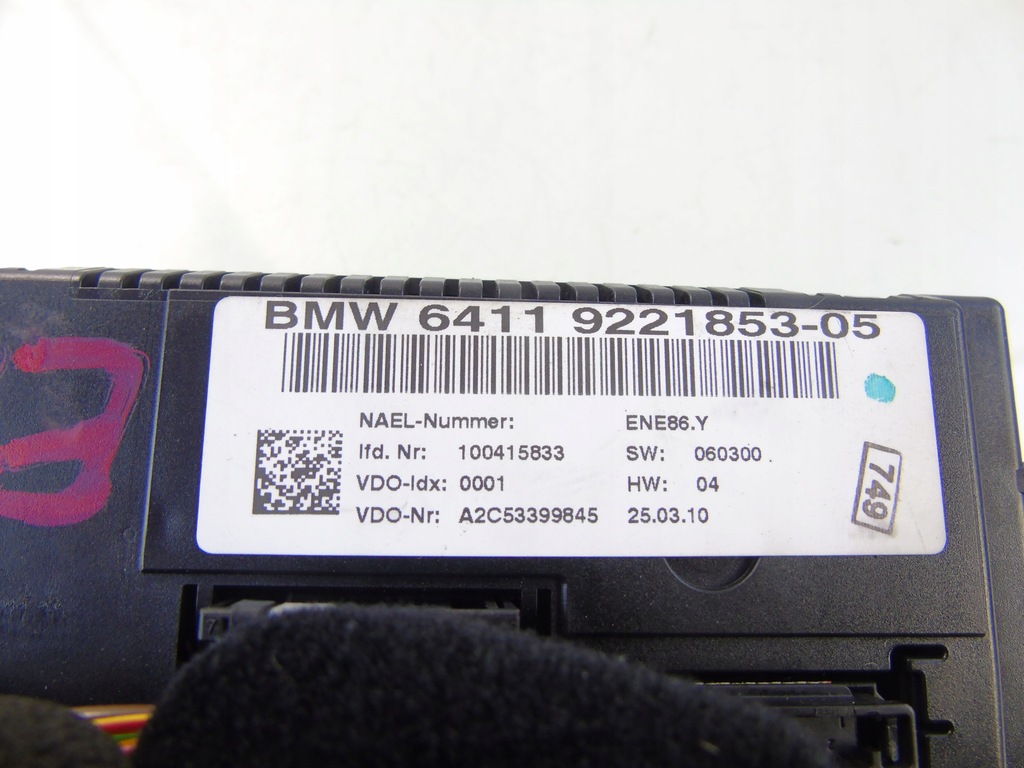 BMW 6411 9221853-05
NAEL-Nummer: ENE86.Y
lfd. Nr: 100415833 SW: 060300
VDO-Idx: 0001 HW: 04
VDO-Nr: A2C53399845 25.03.10
749